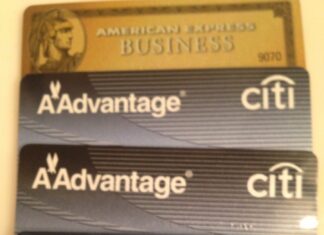 AMERICAN EXPRESS
BUSINESS
9070
AAdvantage® citi
AAdvantage® citi